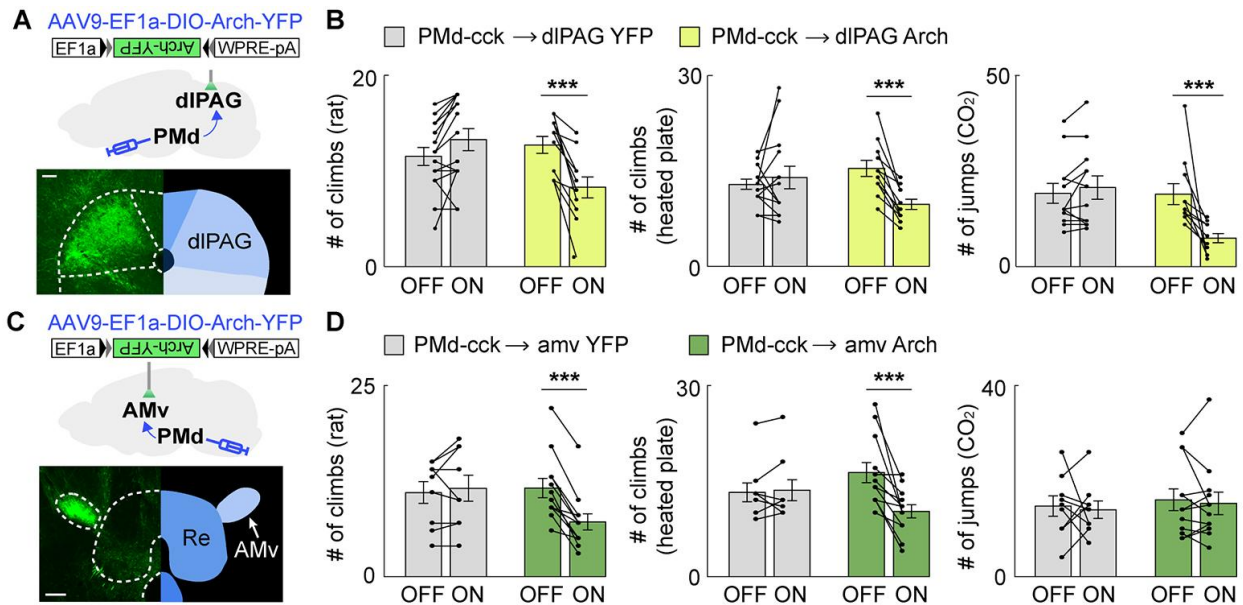 A
AAV9-EF1a-DIO-Arch-YFP
EF1a Arch-YFP WPRE-pA
dlPAG
PMd
dlPAG
B
PMd-cck → dlPAG YFP
PMd-cck → dlPAG Arch
# of climbs (rat)
20
0
***
OFF ON OFF ON
# of climbs
(heated plate)
30
0
***
OFF ON OFF ON
# of jumps (CO₂)
50
0
***
OFF ON OFF ON
C
AAV9-EF1a-DIO-Arch-YFP
EF1a Arch-YFP WPRE-pA
AMv
PMd
Re
AMv
D
PMd-cck → amv YFP
PMd-cck → amv Arch
# of climbs (rat)
25
0
***
OFF ON OFF ON
# of climbs
(heated plate)
30
0
***
OFF ON OFF ON
# of jumps (CO₂)
40
0
OFF ON OFF ON